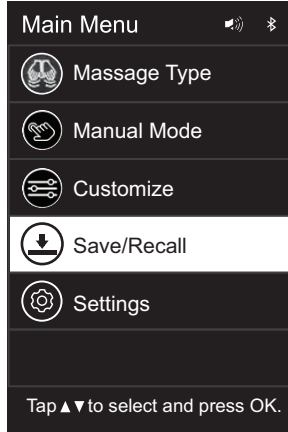 Main Menu
Massage Type
Manual Mode
Customize
Save/Recall
Settings
Tap▲▼to select and press OK.